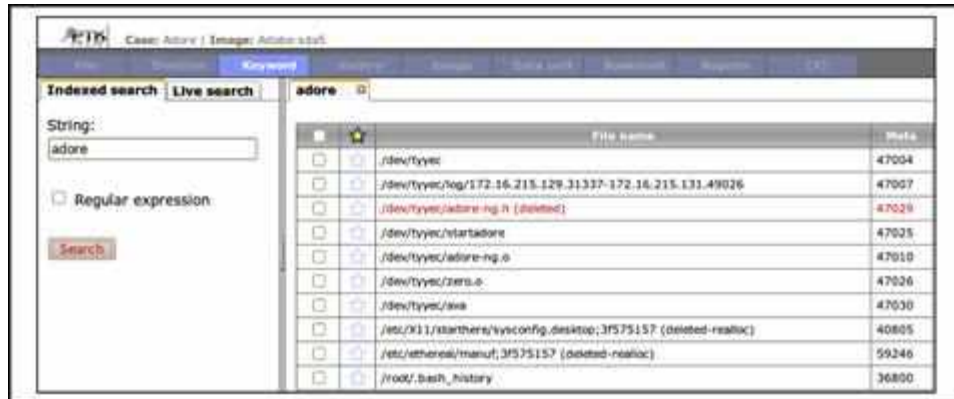 Case: Adore | Image: Adobe-sda5
Keyword
Data unit
Indexed search
Live search
adore
String:
adore
Regular expression
Search
File name
Meta
/dev/tyyec
47004
/dev/tyyec/log/172.16.215.129.31337-172.16.215.131.49026
47007
/dev/tyyec/adore-ng.h (deleted)
47029
/dev/tyyec/startadore
47025
/dev/tyyec/adore-ng.o
47010
/dev/tyyec/zero.o
47026
/dev/tyyec/ava
47030
/etc/X11/starthere/sysconfig.desktop;3f575157 (deleted-realloc)
40805
/etc/ethereal/manuf;3f575157 (deleted-realloc)
59246
/root/.bash_history
36800